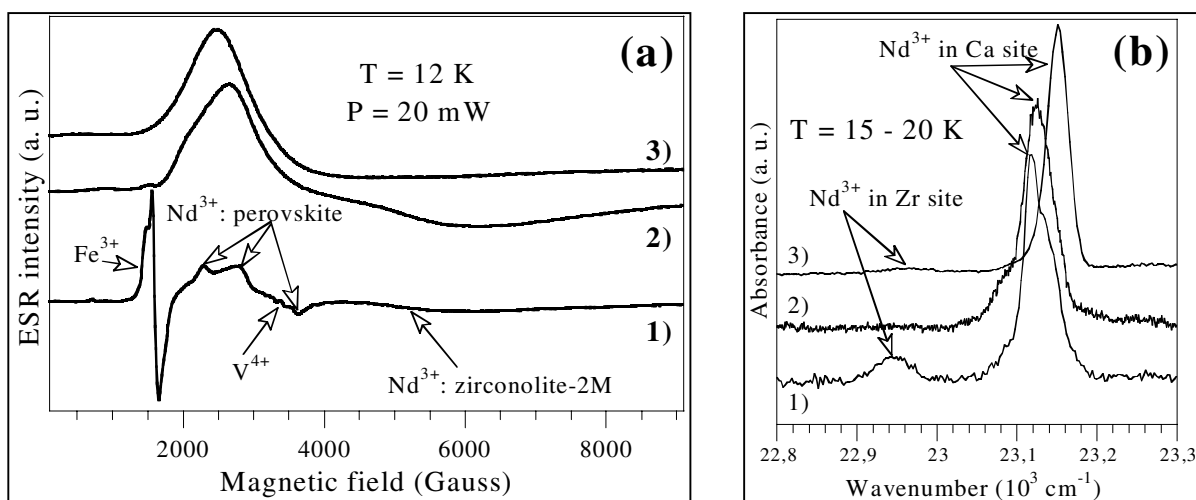 (a)
T = 12 K
P = 20 mW
3)
Nd³⁺: perovskite
2)
Fe³⁺
1)
V⁴⁺
Nd³⁺: zirconolite-2M
ESR intensity (a. u.)
2000 4000 6000 8000
Magnetic field (Gauss)
(b)
Nd³⁺ in Ca site
T = 15 - 20 K
Nd³⁺ in Zr site
3)
2)
1)
Absorbance (a. u.)
22,8 22,9 23 23,1 23,2 23,3
Wavenumber (10³ cm⁻¹)